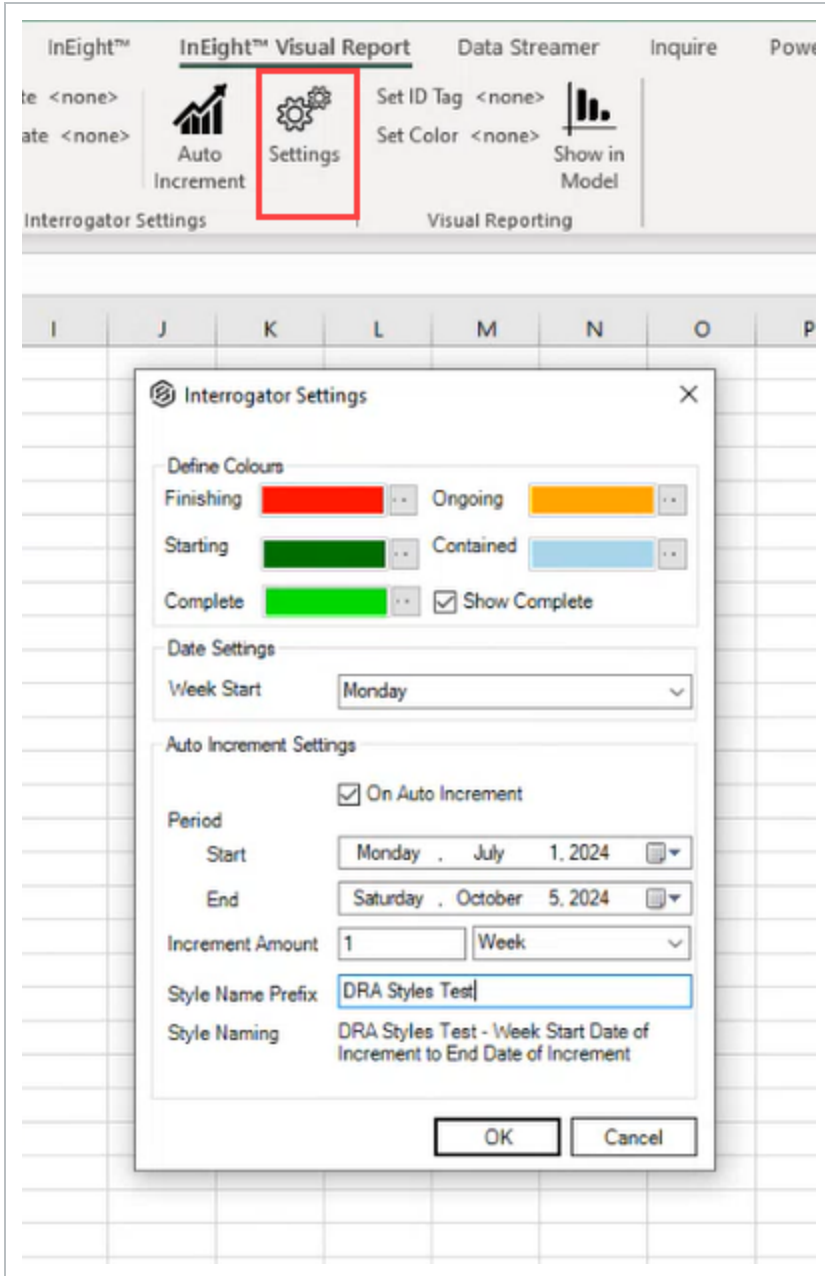 InEight™ InEight™ Visual Report Data Streamer Inquire
<none> Set ID Tag <none>
<none> Set Color <none>
Auto Increment
Settings
Show in Model
Interrogator Settings Visual Reporting
I J K L M N O P
Interrogator Settings
Define Colours
Finishing Ongoing
Starting Contained
Complete Show Complete
Date Settings
Week Start Monday
Auto Increment Settings
On Auto Increment
Period
Start Monday , July 1, 2024
End Saturday , October 5, 2024
Increment Amount 1 Week
Style Name Prefix DRA Styles Test
Style Naming DRA Styles Test - Week Start Date of
Increment to End Date of Increment
OK Cancel